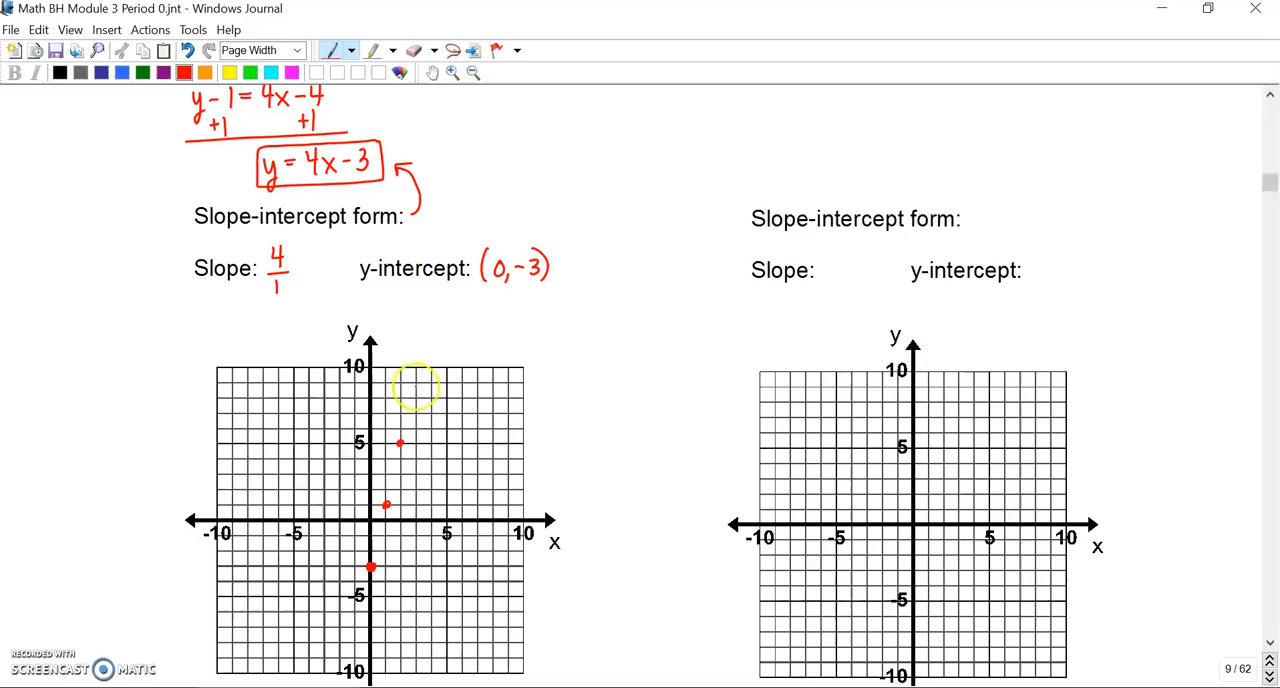 Math BH Module 3 Period 0.jnt - Windows Journal
File Edit View Insert Actions Tools Help
Page Width
B I
y - 1 = 4x - 4
+1 +1
y = 4x - 3
Slope-intercept form:
Slope: 4/1 y-intercept: (0, -3)
y
10
5
-10 -5 5 10
x
-5
-10
Slope-intercept form:
Slope: y-intercept:
y
10
5
-10 -5 5 10
x
-5
-10
RECORDED WITH
SCREENCAST MATIC
9 / 62